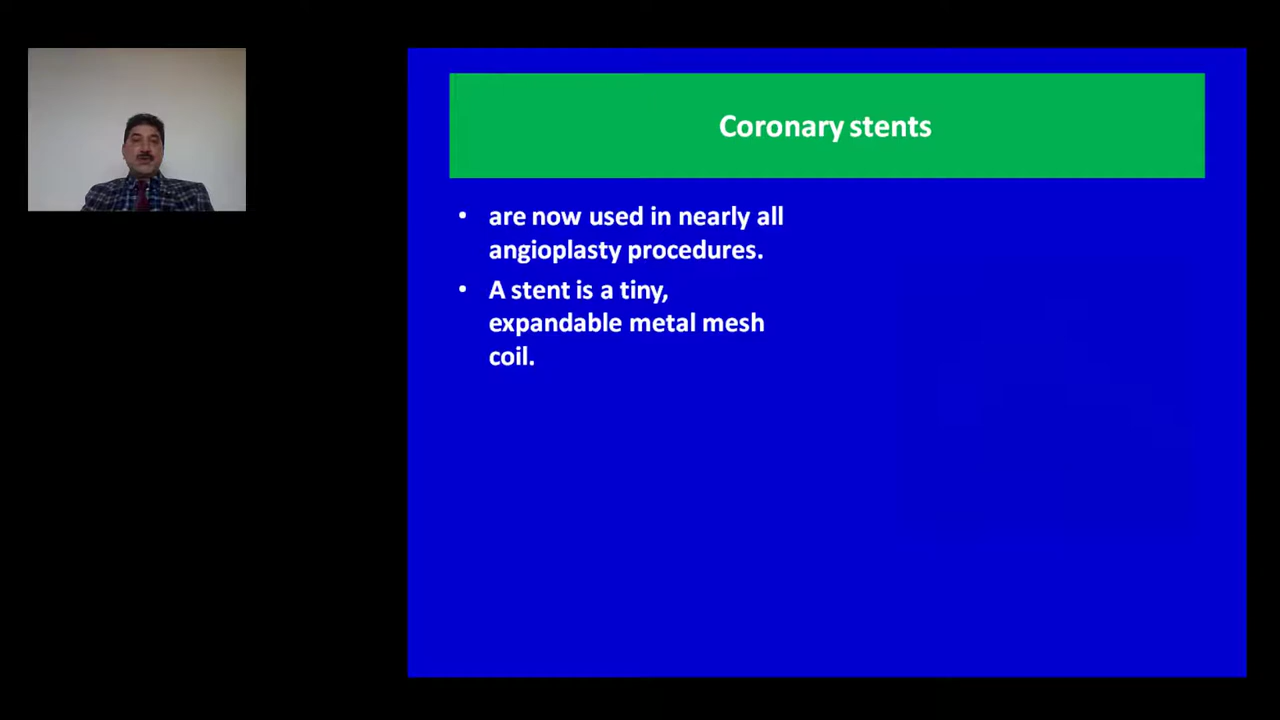 Coronary stents
• are now used in nearly all
angioplasty procedures.
• A stent is a tiny,
expandable metal mesh
coil.